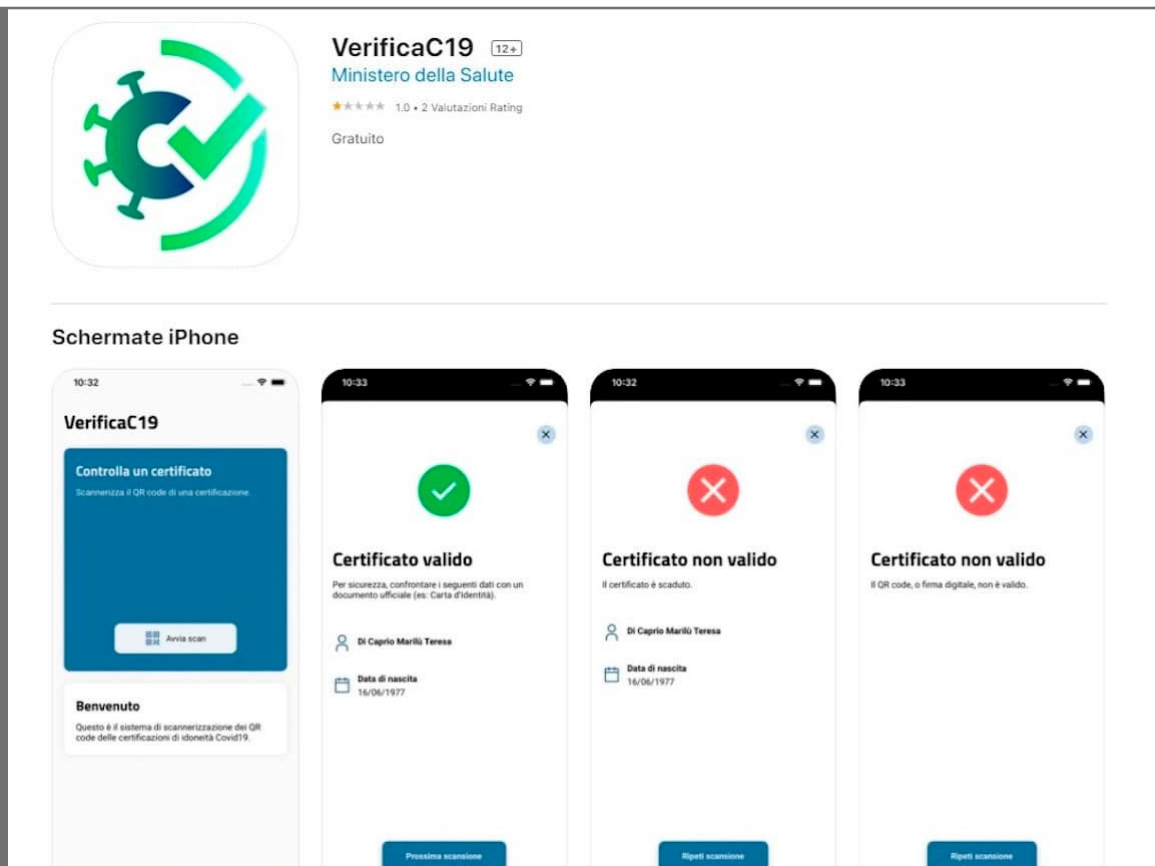 VerificaC19 12+
Ministero della Salute
1.0 • 2 Valutazioni Rating
Gratuito
Schermate iPhone
10:32
VerificaC19
Controlla un certificato
Scannerizza il QR code di una certificazione.
Avvia scan
Benvenuto
Questo è il sistema di scannerizzazione dei QR
code delle certificazioni di idoneità Covid19.
10:33
Certificato valido
Per sicurezza, confrontare i seguenti dati con un
documento ufficiale (es: Carta d'Identità).
Di Caprio Marilù Teresa
Data di nascita
16/06/1977
Prossima scansione
10:32
Certificato non valido
Il certificato è scaduto.
Di Caprio Marilù Teresa
Data di nascita
16/06/1977
Ripeti scansione
10:33
Certificato non valido
Il QR code, o firma digitale, non è valido.
Ripeti scansione